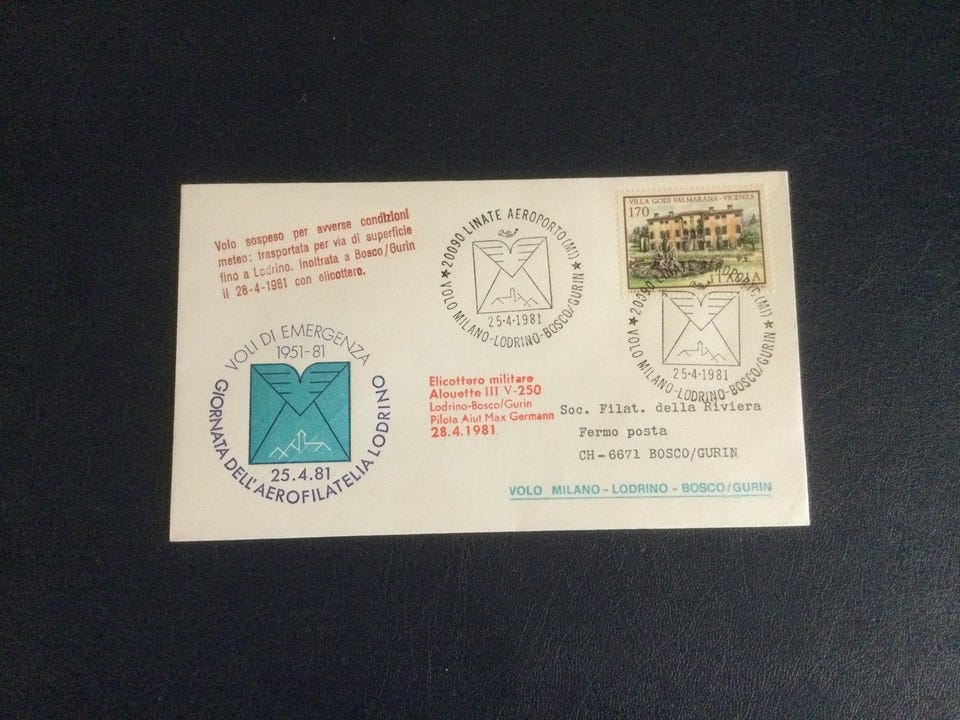 Volo sospeso per avverse condizioni
meteo: trasportata per via di superficie
fino a Lodrino. Inoltrata a Bosco/Gurin
il 28-4-1981 con elicottero.
VOLI DI EMERGENZA
1951-81
25.4.81
GIORNATA DELL'AEROFILATELIA LODRINO
★ 20090 LINATE AEROPORTO (MI) ★
25-4-1981
VOLO MILANO-LODRINO-BOSCO/GURIN
VILLA GODI VALMARANA - VICENZA
170
ITALIA
★ 20090 LINATE AEROPORTO (MI) ★
25-4-1981
VOLO MILANO-LODRINO-BOSCO/GURIN
Elicottero militare
Alouette III V-250
Lodrino-Bosco/Gurin
Pilota Aiut Max Germann
28.4.1981
Soc. Filat. della Riviera
Fermo posta
CH-6671 BOSCO/GURIN
VOLO MILANO - LODRINO - BOSCO/GURIN